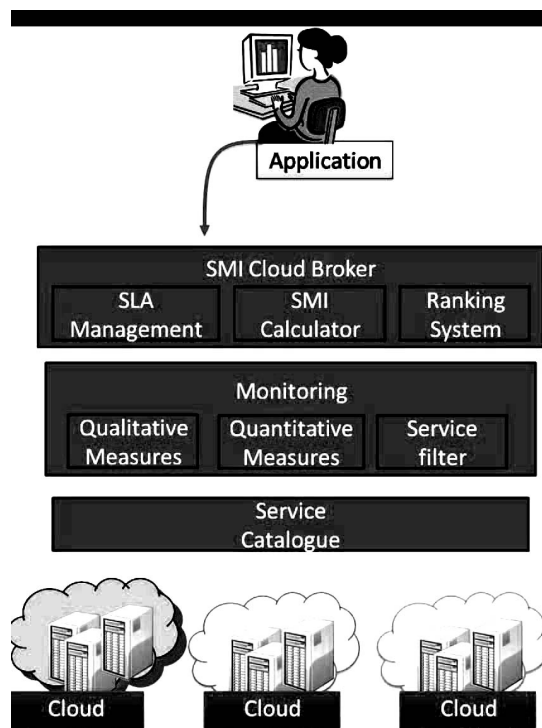 Application
SMI Cloud Broker
SLA
Management
SMI
Calculator
Ranking
System
Monitoring
Qualitative
Measures
Quantitative
Measures
Service
filter
Service
Catalogue
Cloud
Cloud
Cloud